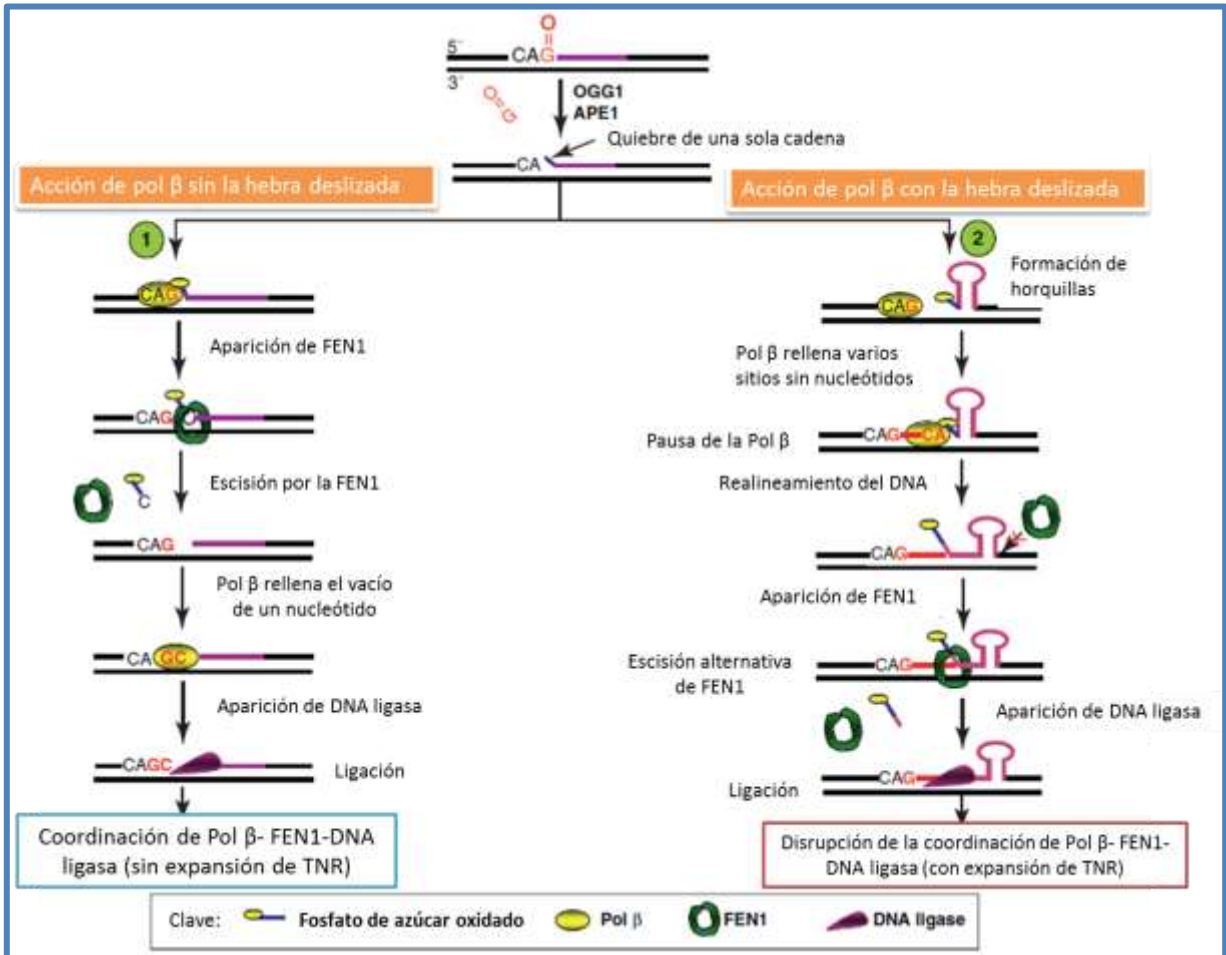 O
5´
CAG
3´
O=G
OGG1
APE1
Quiebre de una sola cadena
CA
Acción de pol β sin la hebra deslizada
Acción de pol β con la hebra deslizada
1
CAG
Aparición de FEN1
CAG
Escisión por la FEN1
C
CAG
Pol β rellena el vacío
de un nucleótido
CA GC
Aparición de DNA ligasa
CAGC
Ligación
Coordinación de Pol β- FEN1-DNA
ligasa (sin expansión de TNR)
2
Formación de
horquillas
CAG
Pol β rellena varios
sitios sin nucleótidos
Pausa de la Pol β
CAG CA
Realineamiento del DNA
CAG
Aparición de FEN1
Escisión alternativa
de FEN1
CAG
Aparición de DNA ligasa
CAG
Ligación
Disrupción de la coordinación de Pol β- FEN1-
DNA ligasa (con expansión de TNR)
Clave: Fosfato de azúcar oxidado Pol β FEN1 DNA ligase